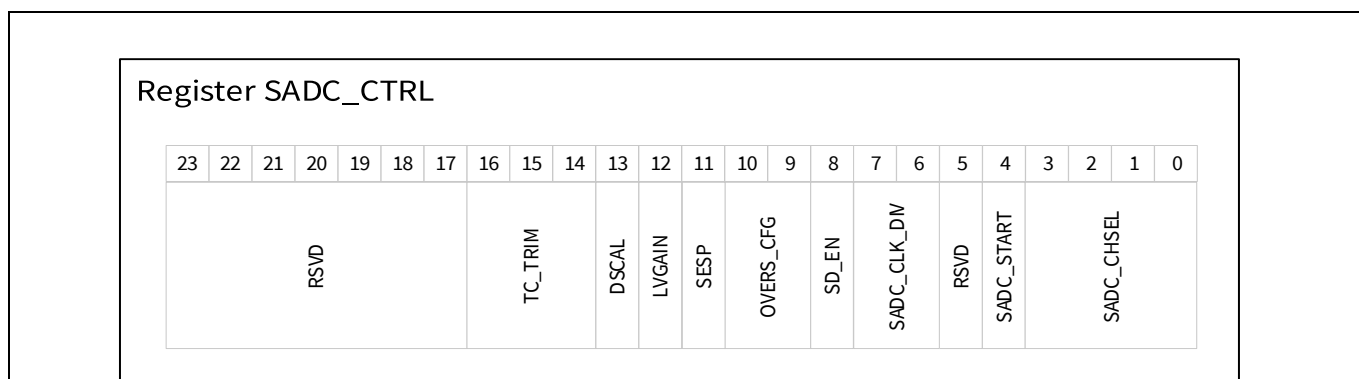 Register SADC_CTRL
23 22 21 20 19 18 17 16 15 14 13 12 11 10 9 8 7 6 5 4 3 2 1 0
RSVD TC_TRIM DSCAL LVGAIN SESP OVERS_CFG SD_EN SADC_CLK_DIV RSVD SADC_START SADC_CHSEL